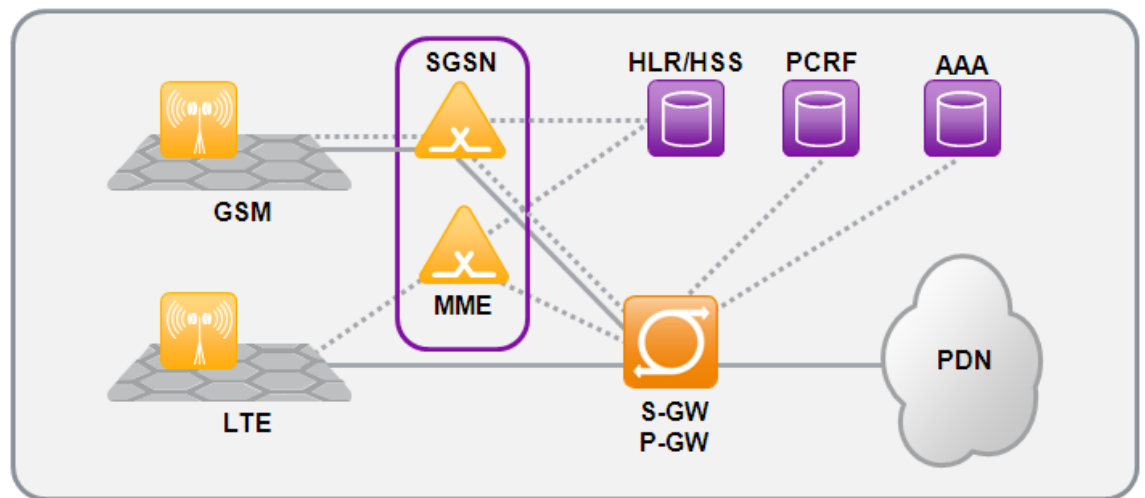 SGSN
HLR/HSS
PCRF
AAA
GSM
MME
LTE
S-GW
P-GW
PDN